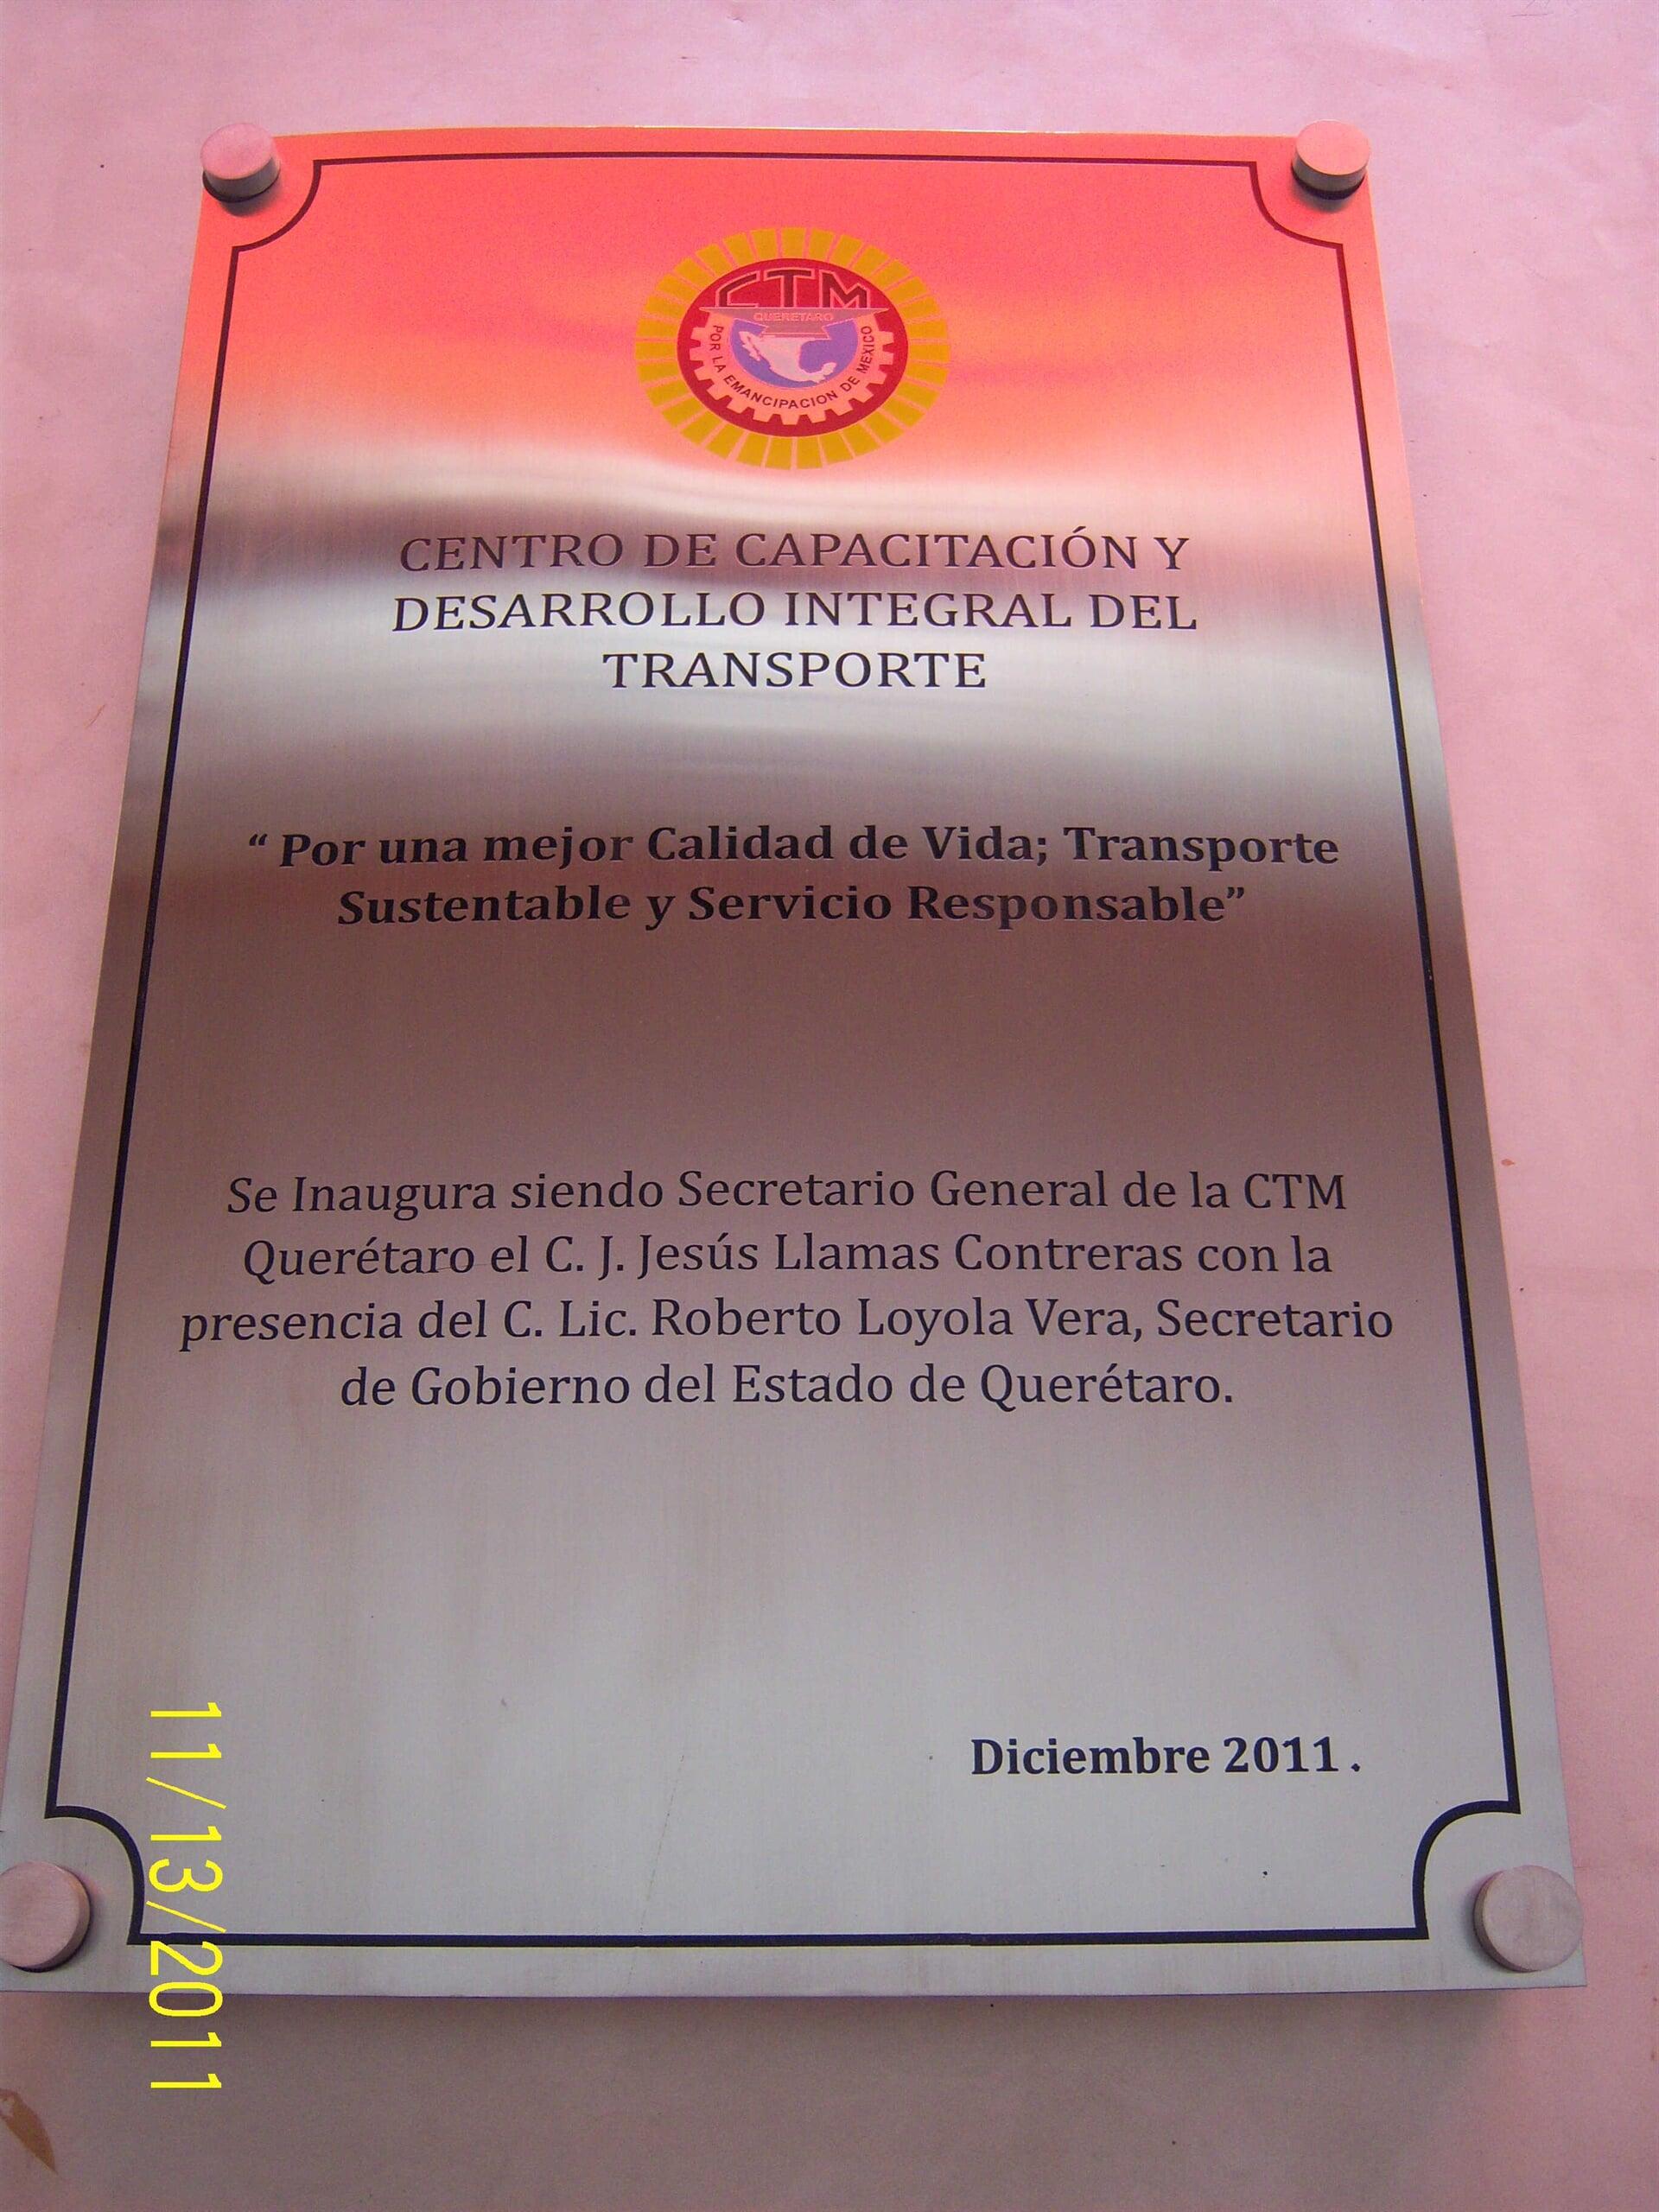 CTM
QUERETARO
POR LA EMANCIPACION DE MEXICO
CENTRO DE CAPACITACIÓN Y
DESARROLLO INTEGRAL DEL
TRANSPORTE
“ Por una mejor Calidad de Vida; Transporte
Sustentable y Servicio Responsable”
Se Inaugura siendo Secretario General de la CTM
Querétaro el C. J. Jesús Llamas Contreras con la
presencia del C. Lic. Roberto Loyola Vera, Secretario
de Gobierno del Estado de Querétaro.
Diciembre 2011.
11/13/2011